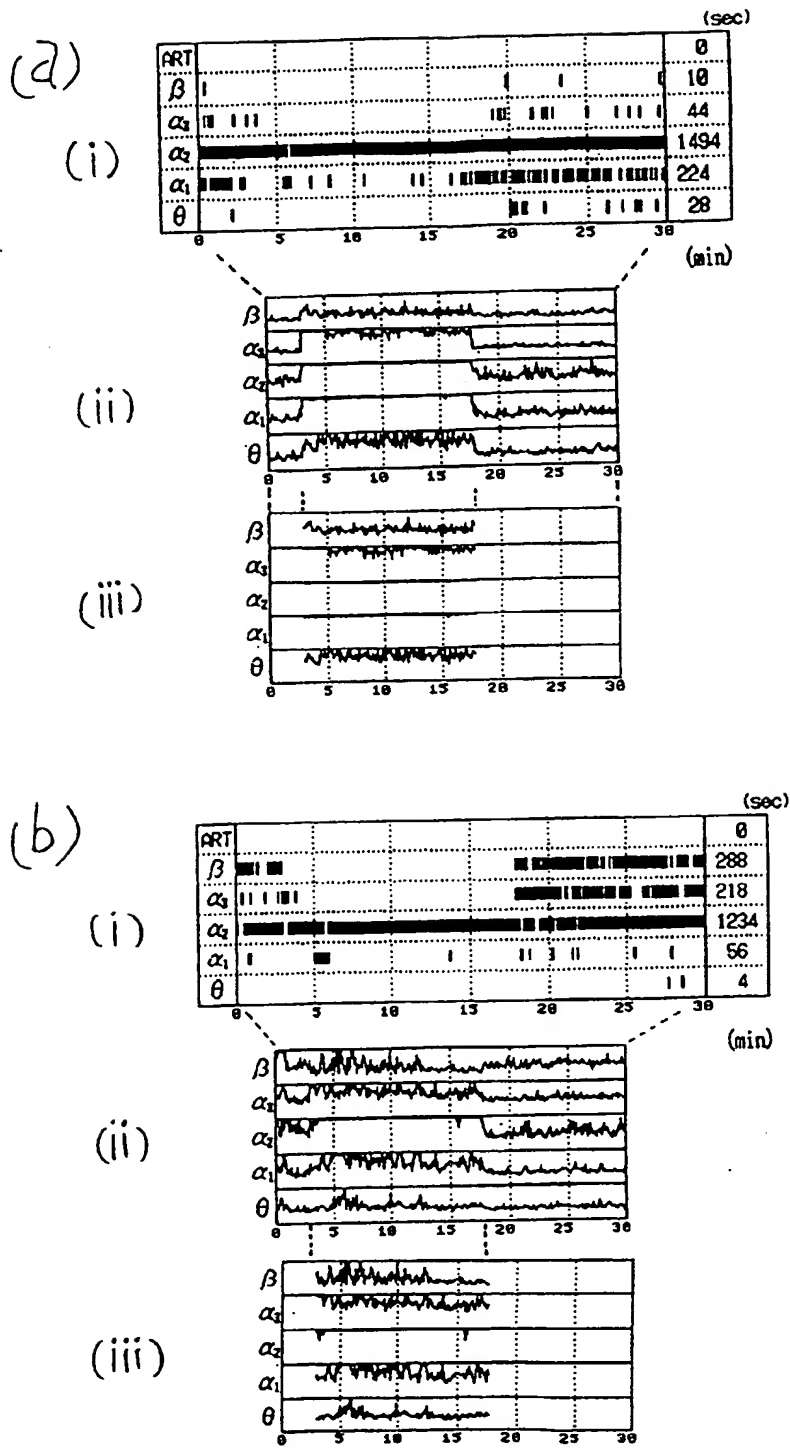 (a)
(sec)
ART 0
β 10
α₃ 44
(i)
α₂ 1494
α₁ 224
θ 28
0 5 10 15 20 25 30
(min)
β
α₃
α₂
(ii)
α₁
θ
0 5 10 15 20 25 30
β
α₃
α₂
(iii)
α₁
θ
0 5 10 15 20 25 30
(b)
(sec)
ART 0
β 288
α₃ 218
(i)
α₂ 1234
α₁ 56
θ 4
0 5 10 15 20 25 30
(min)
β
α₃
(ii)
α₂
α₁
θ
0 5 10 15 20 25 30
β
α₃
α₂
(iii)
α₁
θ
0 5 10 15 20 25 30